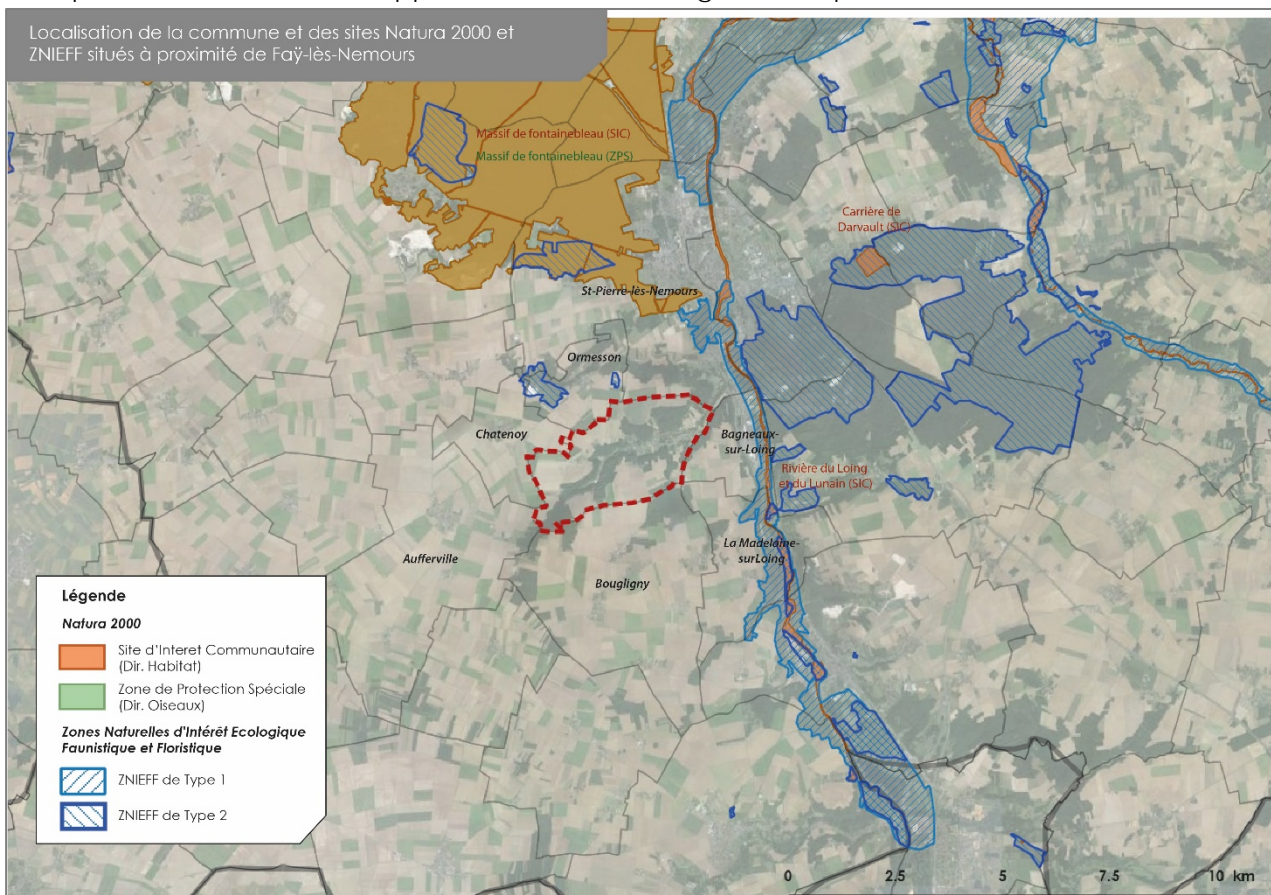 Localisation de la commune et des sites Natura 2000 et
ZNIEFF situés à proximité de Faÿ-lès-Nemours
Massif de fontainebleau (SIC)
Massif de fontainebleau (ZPS)
Carrière de
Darvault (SIC)
St-Pierre-lès-Nemours
Ormesson
Chatenoy
Bagneaux-
sur-Loing
Rivière du Loing
et du Lunain (SIC)
La Madelaine-
surLoing
Aufferville
Bougligny
Légende
Natura 2000
Site d'Interet Communautaire
(Dir. Habitat)
Zone de Protection Spéciale
(Dir. Oiseaux)
Zones Naturelles d'Intérêt Ecologique
Faunistique et Floristique
ZNIEFF de Type 1
ZNIEFF de Type 2
0 2.5 5 7.5 10 km